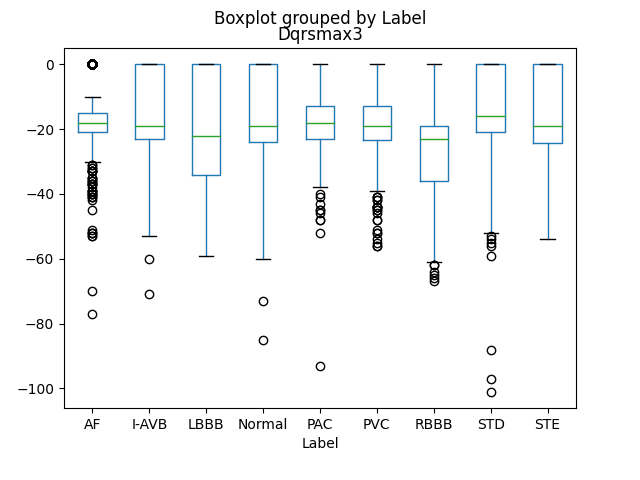 Boxplot grouped by Label
Dqrsmax3
0
−20
−40
−60
−80
−100
AF I-AVB LBBB Normal PAC PVC RBBB STD STE
Label